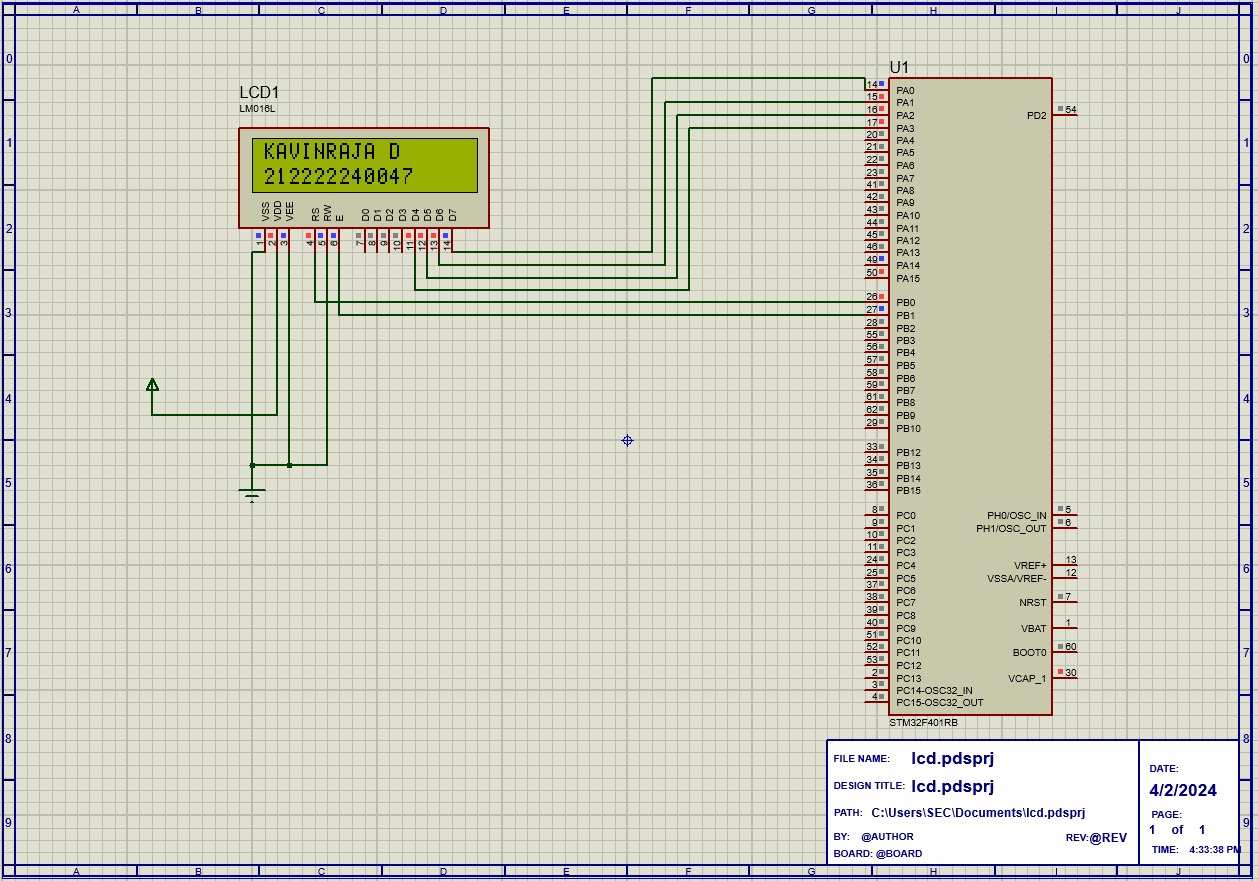 A B C D E F G H I J
0 0
1 1
2 2
3 3
4 4
5 5
6 6
7 7
8 8
9 9
A B C D E F G H I J
LCD1
LM016L
KAVINRAJA D
212222240047
VSS VDD VEE RS RW E D0 D1 D2 D3 D4 D5 D6 D7
1 2 3 4 5 6 7 8 9 10 11 12 13 14
U1
14 PA0
15 PA1
16 PA2
17 PA3
20 PA4
21 PA5
22 PA6
23 PA7
41 PA8
42 PA9
43 PA10
44 PA11
45 PA12
46 PA13
49 PA14
50 PA15
26 PB0
27 PB1
28 PB2
55 PB3
56 PB4
57 PB5
58 PB6
59 PB7
61 PB8
62 PB9
29 PB10
33 PB12
34 PB13
35 PB14
36 PB15
8 PC0
9 PC1
10 PC2
11 PC3
24 PC4
25 PC5
37 PC6
38 PC7
39 PC8
40 PC9
51 PC10
52 PC11
53 PC12
2 PC13
3 PC14-OSC32_IN
4 PC15-OSC32_OUT
PD2 54
PH0/OSC_IN 5
PH1/OSC_OUT 6
VREF+ 13
VSSA/VREF- 12
NRST 7
VBAT 1
BOOT0 60
VCAP_1 30
STM32F401RB
FILE NAME: lcd.pdsprj
DESIGN TITLE: lcd.pdsprj
PATH: C:\Users\SEC\Documents\lcd.pdsprj
BY: @AUTHOR REV:@REV
BOARD: @BOARD
DATE:
4/2/2024
PAGE:
1 of 1
TIME: 4:33:38 PM